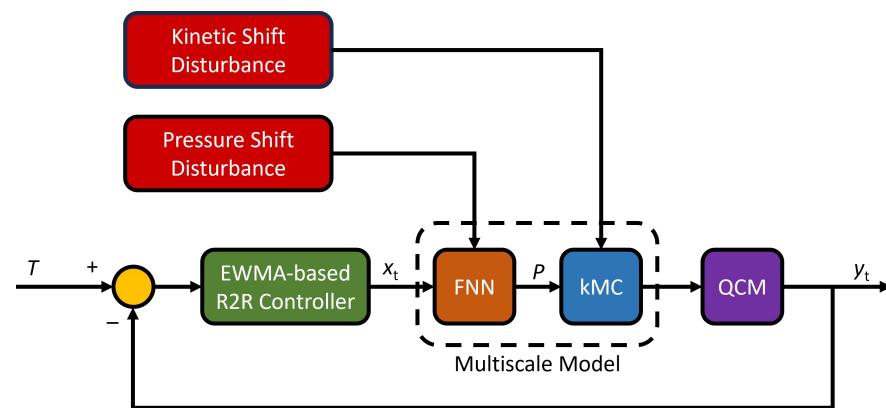 Kinetic Shift
Disturbance
Pressure Shift
Disturbance
T
+
−
EWMA-based
R2R Controller
xt
FNN
P
kMC
QCM
yt
Multiscale Model